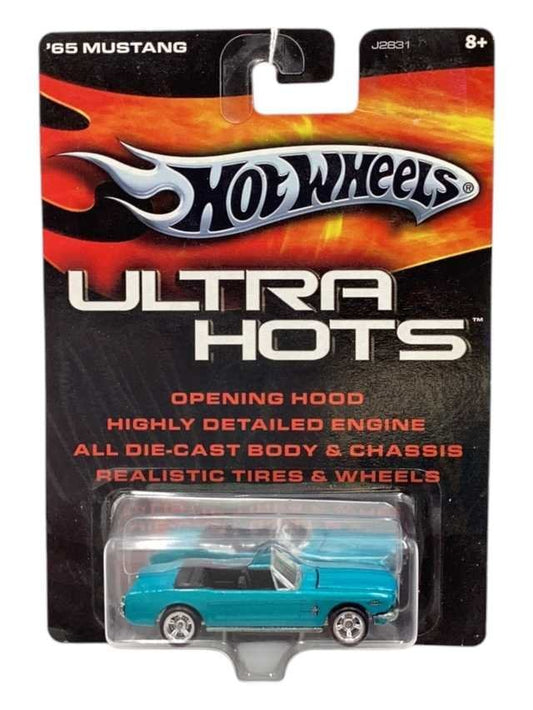 '65 MUSTANG
J2831
8+
HOT WHEELS®
ULTRA
HOTS™
OPENING HOOD
HIGHLY DETAILED ENGINE
ALL DIE-CAST BODY & CHASSIS
REALISTIC TIRES & WHEELS